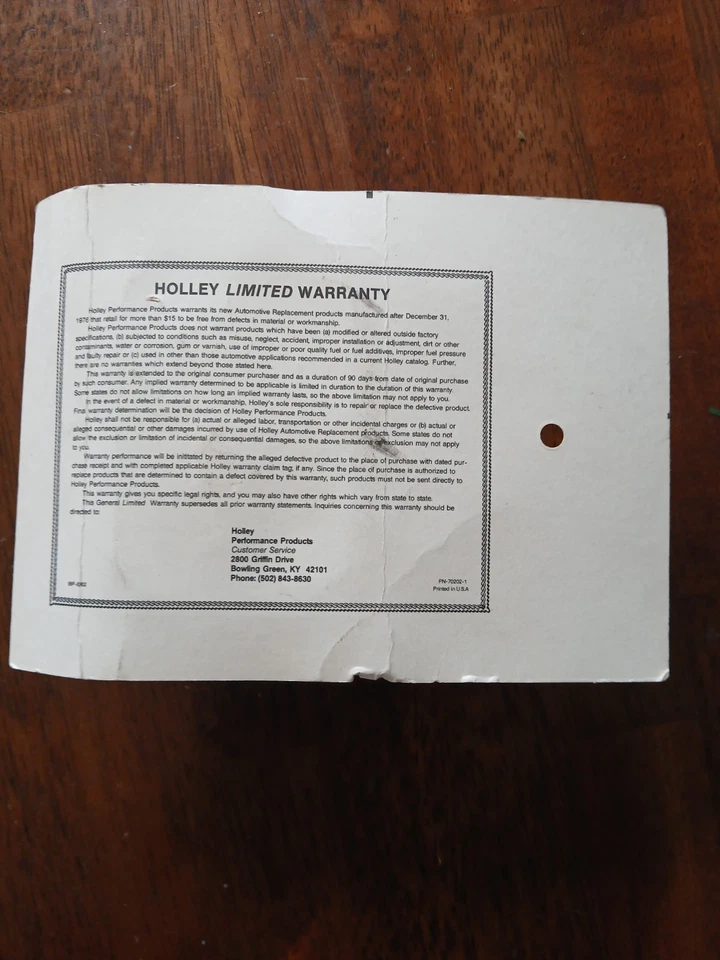 HOLLEY LIMITED WARRANTY
Holley Performance Products warrants its new Automotive Replacement products manufactured after December 31,
1976 that retail for more than $15 to be free from defects in material or workmanship.
Holley Performance Products does not warrant products which have been (a) modified or altered outside factory
specifications, (b) subjected to conditions such as misuse, neglect, accident, improper installation or adjustment, dirt or other
contaminants, water or corrosion, gum or varnish, use of improper or poor quality fuel or fuel additives, improper fuel pressure
and faulty repair or (c) used in other than those automotive applications recommended in a current Holley catalog. Further,
there are no warranties which extend beyond those stated here.
This warranty is extended to the original consumer purchaser and as a duration of 90 days from date of original purchase
by such consumer. Any implied warranty determined to be applicable is limited in duration to the duration of this warranty.
Some states do not allow limitations on how long an implied warranty lasts, so the above limitation may not apply to you.
In the event of a defect in material or workmanship, Holley's sole responsibility is to repair or replace the defective product.
Final warranty determination will be the decision of Holley Performance Products.
Holley shall not be responsible for (a) actual or alleged labor, transportation or other incidental charges or (b) actual or
alleged consequential or other damages incurred by use of Holley Automotive Replacement products. Some states do not
allow the exclusion or limitation of incidental or consequential damages, so the above limitations or exclusion may not apply
to you.
Warranty performance will be initiated by returning the alleged defective product to the place of purchase with dated pur-
chase receipt and with completed applicable Holley warranty claim tag, if any. Since the place of purchase is authorized to
replace products that are determined to contain a defect covered by this warranty, such products must not be sent directly to
Holley Performance Products.
This warranty gives you specific legal rights, and you may also have other rights which vary from state to state.
This General Limited Warranty supersedes all prior warranty statements. Inquiries concerning this warranty should be
directed to:
Holley
Performance Products
Customer Service
2800 Griffin Drive
Bowling Green, KY 42101
Phone: (502) 843-8630
PN-70202-1
Printed in U.S.A